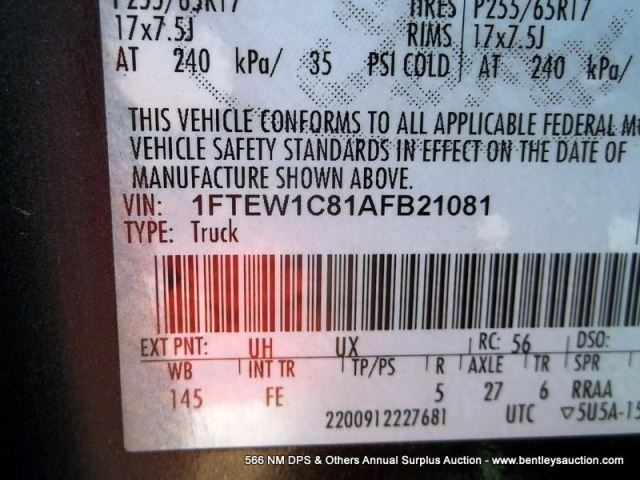 P255/65R17 TIRES P255/65R17
17x7.5J RIMS 17x7.5J
AT 240 kPa/ 35 PSI COLD AT 240 kPa/
THIS VEHICLE CONFORMS TO ALL APPLICABLE FEDERAL
VEHICLE SAFETY STANDARDS IN EFFECT ON THE DATE OF
MANUFACTURE SHOWN ABOVE.
VIN: 1FTEW1C81AFB21081
TYPE: Truck
EXT PNT: UH UX RC: 56 DSO:
WB INT TR TP/PS R AXLE TR SPR
145 FE 5 27 6 RRAA
2200912227681 UTC ▽5U5A-15
566 NM DPS & Others Annual Surplus Auction - www.bentleysauction.com